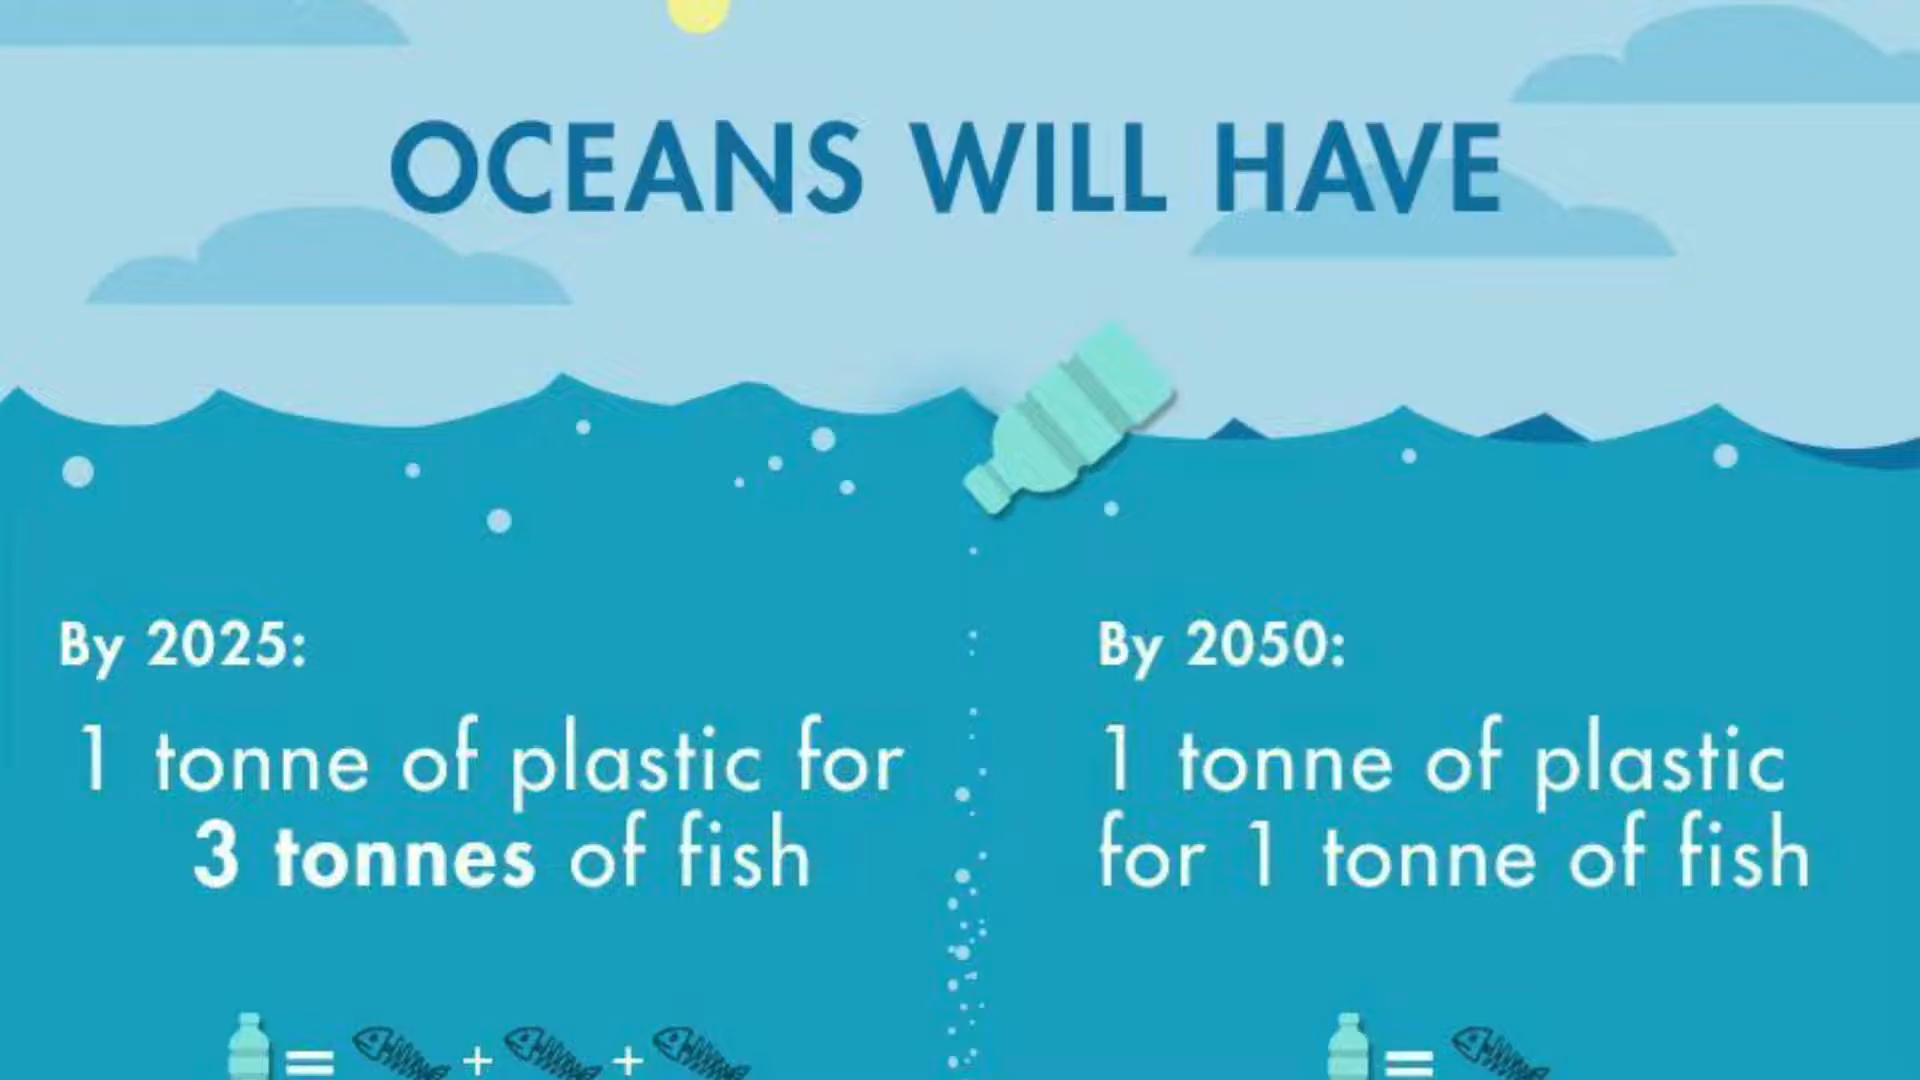 OCEANS WILL HAVE
By 2025:
1 tonne of plastic for
3 tonnes of fish
= + +
By 2050:
1 tonne of plastic
for 1 tonne of fish
=